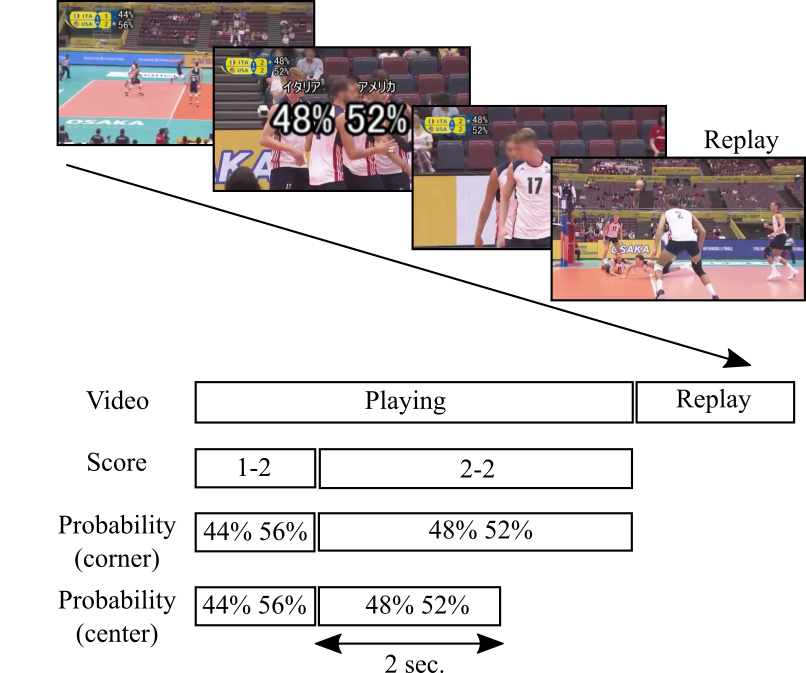 ITA 1 44%
USA 2 56%
OSAKA
ITA 2 48%
USA 2 52%
イタリア アメリカ
48% 52%
KA
ITA 2 48%
USA 2 52%
17
Replay
2
OSAKA
Video Playing Replay
Score 1-2 2-2
Probability 44% 56% 48% 52%
(corner)
Probability 44% 56% 48% 52%
(center)
2 sec.